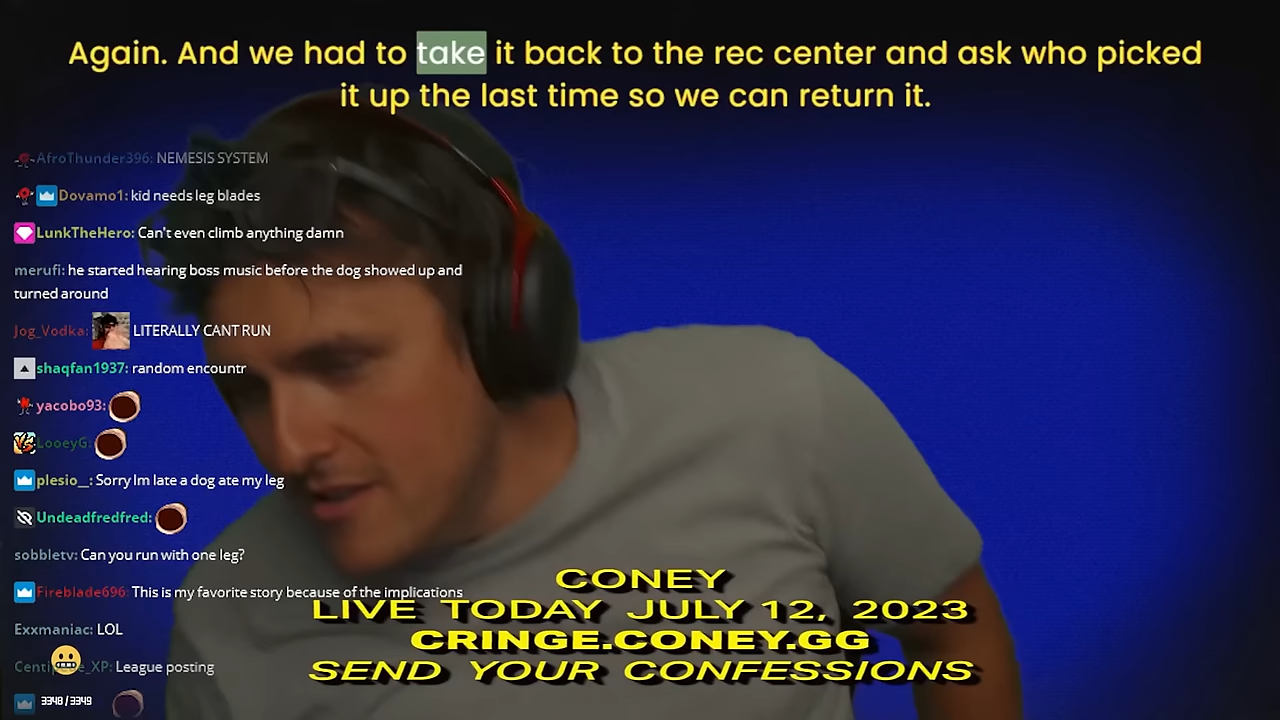 Again. And we had to take it back to the rec center and ask who picked
it up the last time so we can return it.
AfroThunder396: NEMESIS SYSTEM
Dovamo1: kid needs leg blades
LunkTheHero: Can't even climb anything damn
merufi: he started hearing boss music before the dog showed up and
turned around
Jog_Vodka: LITERALLY CANT RUN
shaqfan1937: random encountr
yacobo93:
LooeyG:
plesio__: Sorry Im late a dog ate my leg
Undeadfredfred:
sobbletv: Can you run with one leg?
Fireblade696: This is my favorite story because of the implications
Exxmaniac: LOL
League posting
3348 / 3349
CONEY
LIVE TODAY JULY 12, 2023
CRINGE.CONEY.GG
SEND YOUR CONFESSIONS